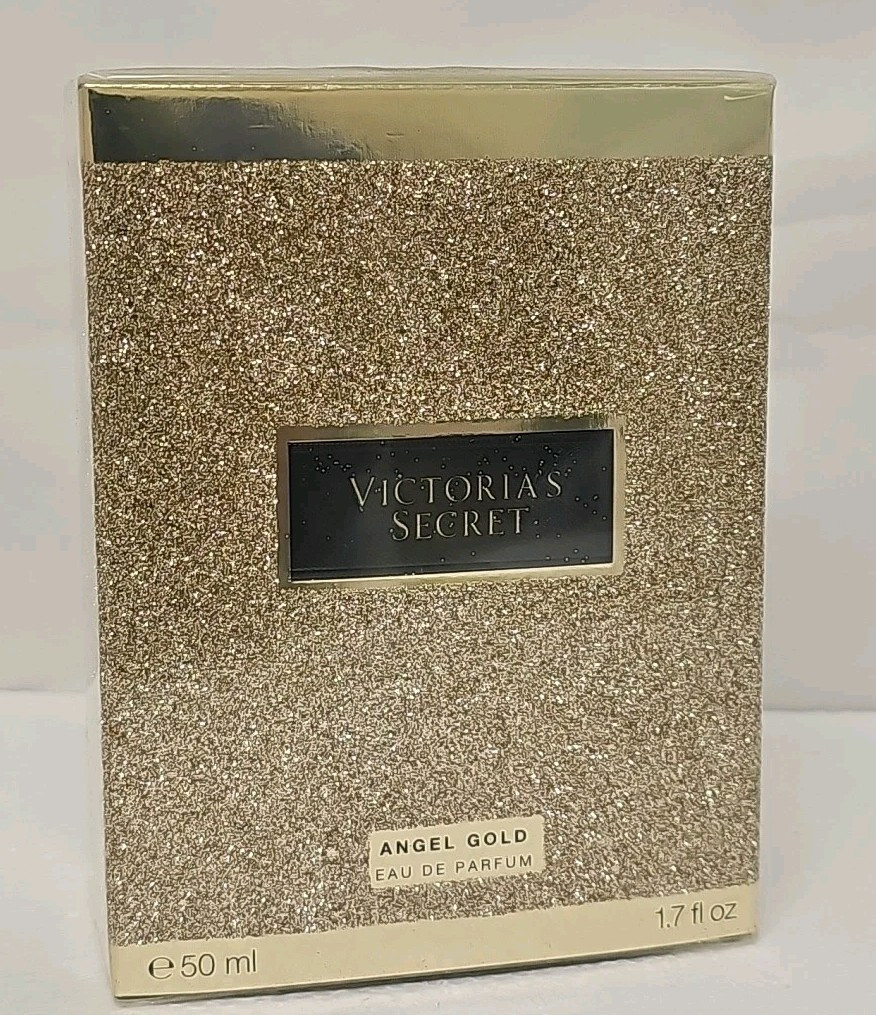 VICTORIA'S
SECRET
ANGEL GOLD
EAU DE PARFUM
1.7 fl oz
℮50 ml